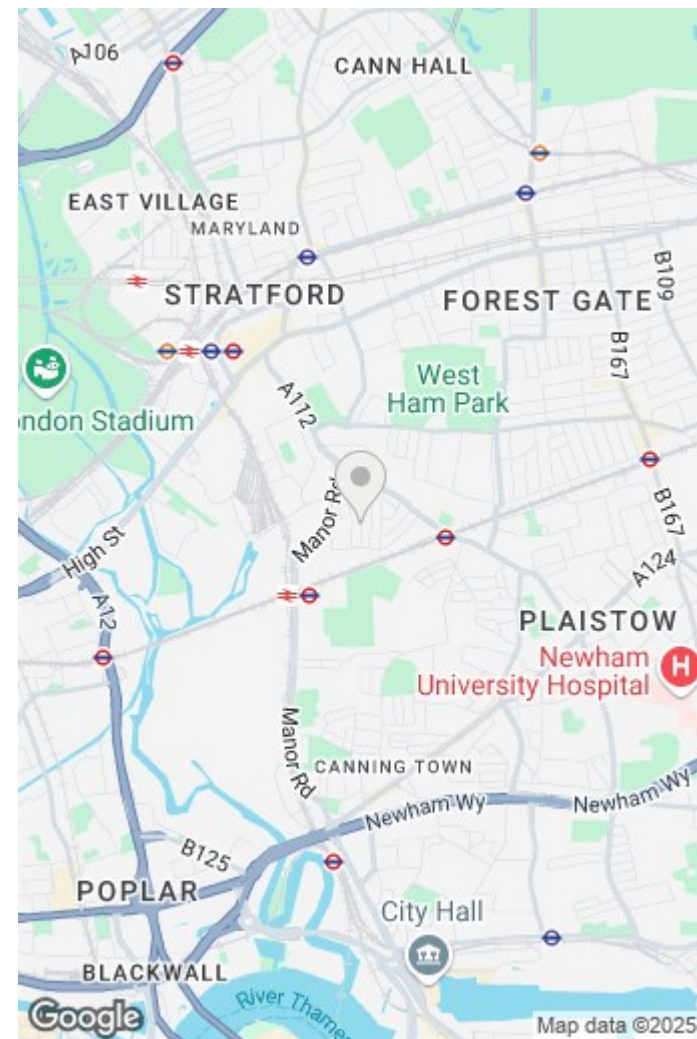 A106
CANN HALL
EAST VILLAGE
MARYLAND
STRATFORD
FOREST GATE
B109
B167
West
Ham Park
ndon Stadium
A112
Manor Rd
B167
High St
A124
A12
PLAISTOW
Newham
University Hospital
H
Manor Rd
CANNING TOWN
Newham Wy
Newham Wy
B125
POPLAR
City Hall
BLACKWALL
River Thame
Google
Map data ©2025